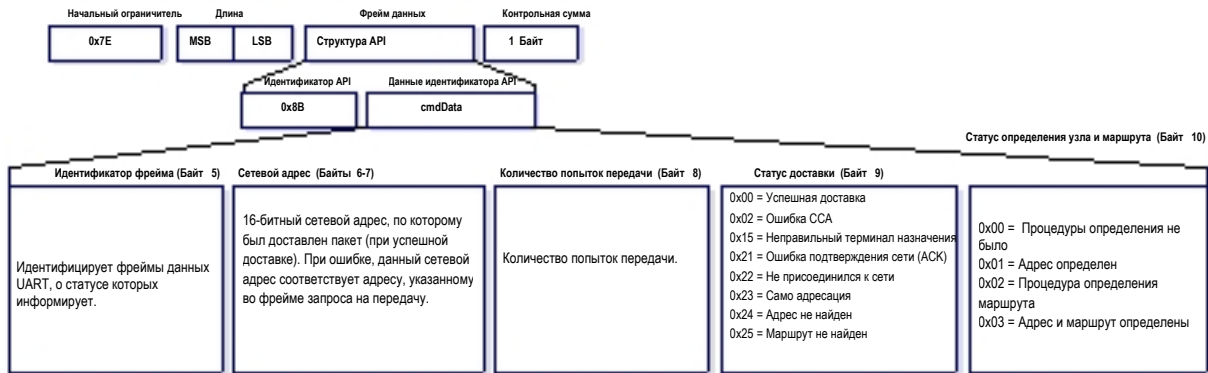 Начальный ограничитель Длина Фрейм данных Контрольная сумма
0x7E MSB LSB Структура API 1 Байт
Идентификатор API Данные идентификатора API
0x8B cmdData
Статус определения узла и маршрута (Байт 10)
Идентификатор фрейма (Байт 5) Сетевой адрес (Байты 6-7) Количество попыток передачи (Байт 8) Статус доставки (Байт 9)
Идентифицирует фреймы данных
UART, о статусе которых
информирует.
16-битный сетевой адрес, по которому
был доставлен пакет (при успешной
доставке). При ошибке, данный сетевой
адрес соответствует адресу, указанному
во фрейме запроса на передачу.
Количество попыток передачи.
0x00 = Успешная доставка
0x02 = Ошибка CCA
0x15 = Неправильный терминал назначения
0x21 = Ошибка подтверждения сети (ACK)
0x22 = Не присоединился к сети
0x23 = Само адресация
0x24 = Адрес не найден
0x25 = Маршрут не найден
0x00 = Процедуры определения не
было
0x01 = Адрес определен
0x02 = Процедура определения
маршрута
0x03 = Адрес и маршрут определены